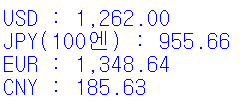 USD : 1,262.00
JPY(100엔) : 955.66
EUR : 1,348.64
CNY : 185.63